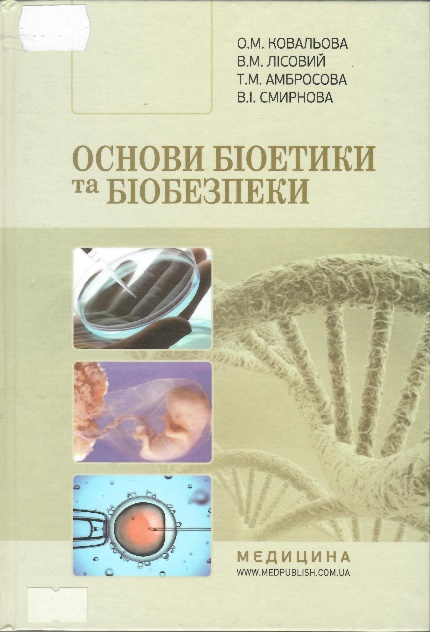 О.М. КОВАЛЬОВА
В.М. ЛІСОВИЙ
Т.М. АМБРОСОВА
В.І. СМИРНОВА
ОСНОВИ БІОЕТИКИ
та БІОБЕЗПЕКИ
МЕДИЦИНА
WWW.MEDPUBLISH.COM.UA